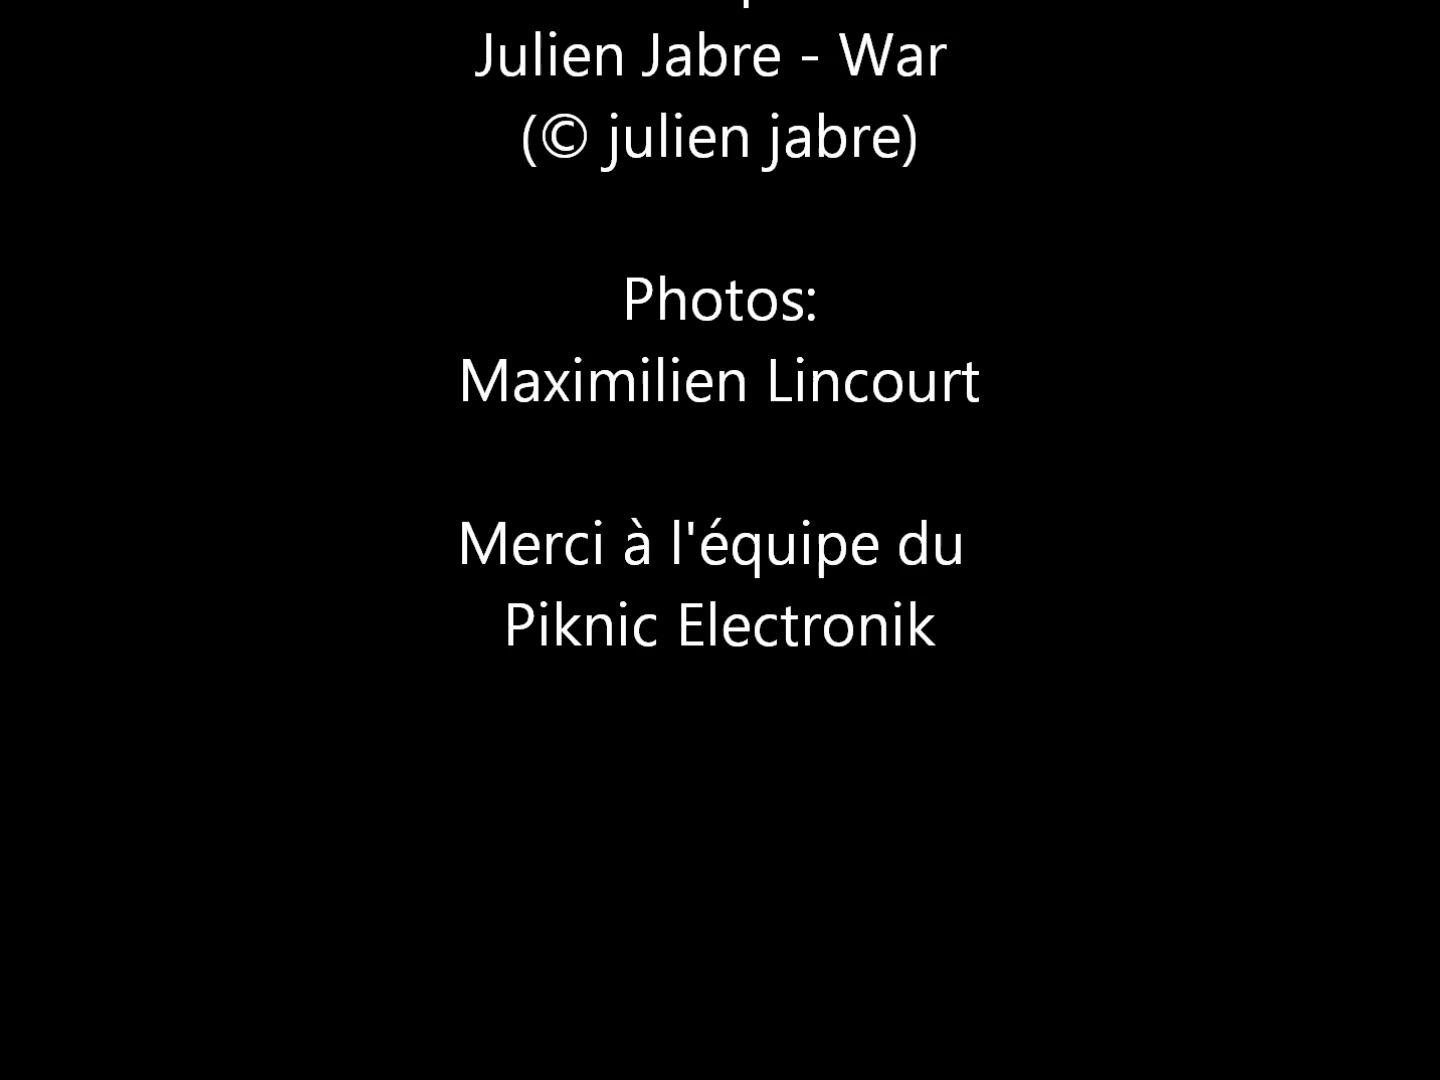 Julien Jabre - War
(© julien jabre)
Photos:
Maximilien Lincourt
Merci à l'équipe du
Piknic Electronik